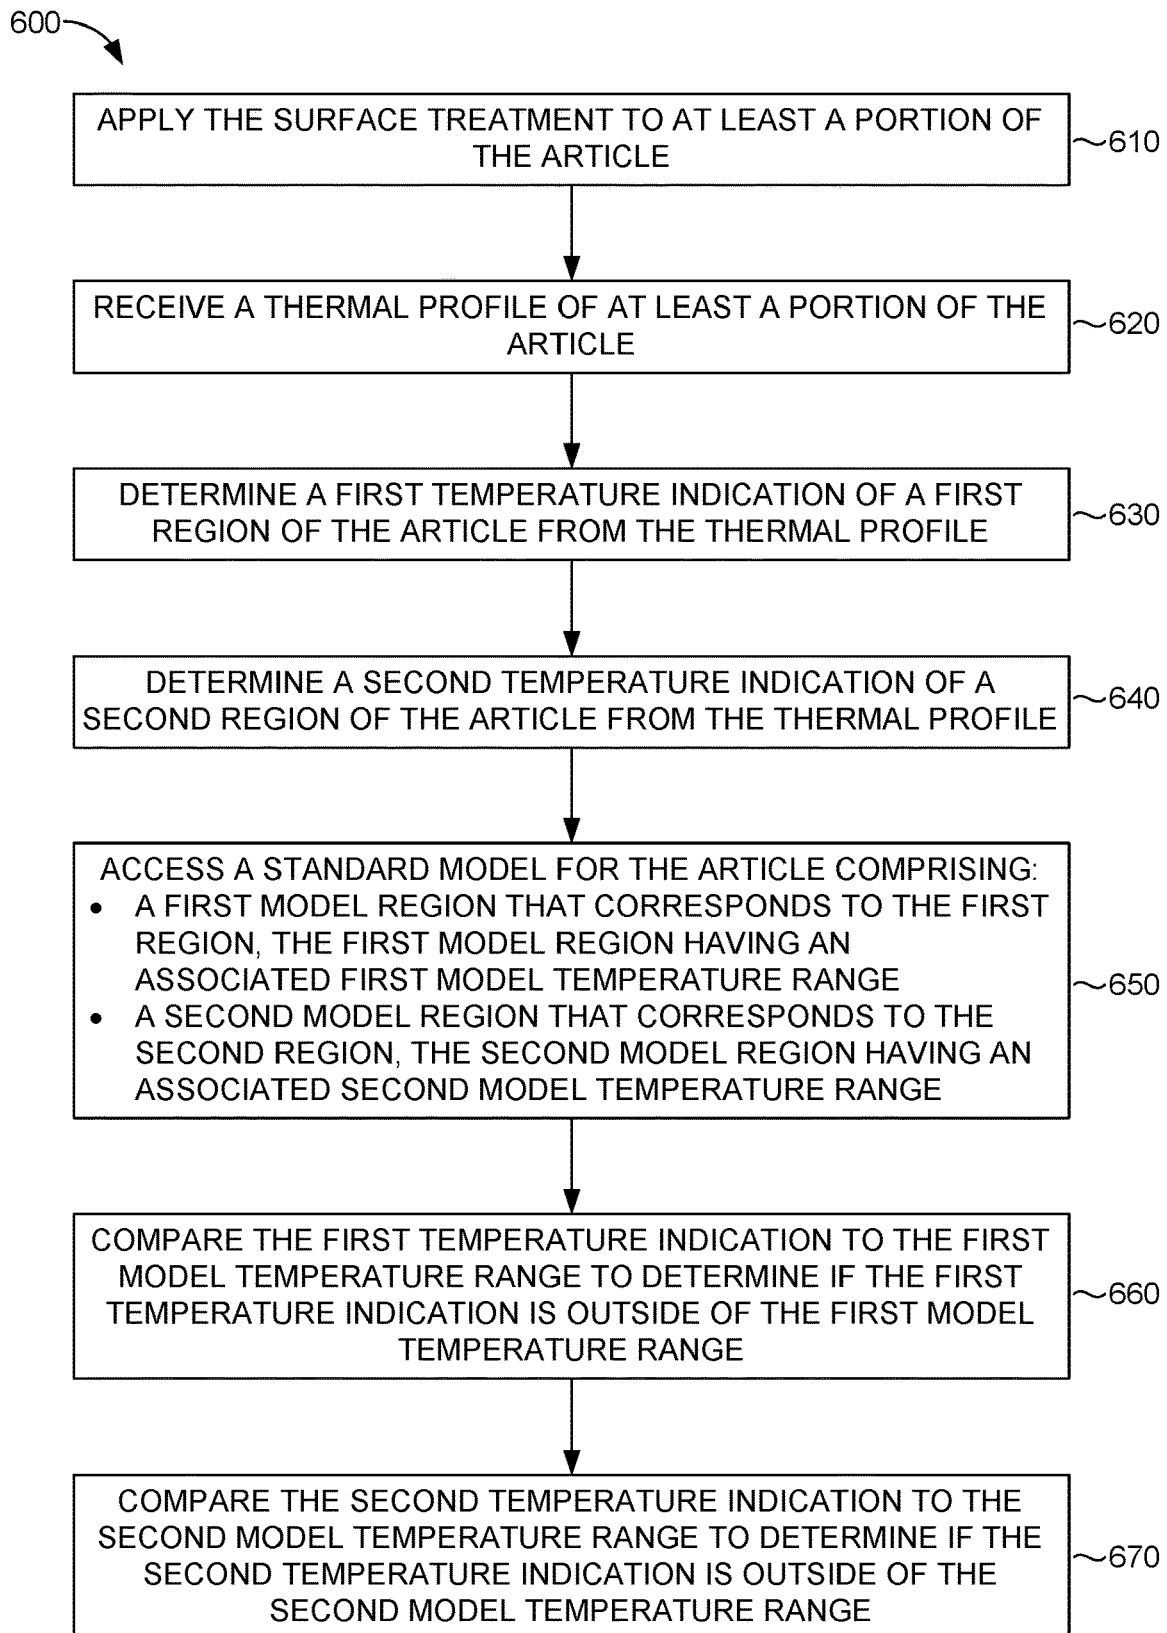 600
APPLY THE SURFACE TREATMENT TO AT LEAST A PORTION OF
THE ARTICLE
610
RECEIVE A THERMAL PROFILE OF AT LEAST A PORTION OF THE
ARTICLE
620
DETERMINE A FIRST TEMPERATURE INDICATION OF A FIRST
REGION OF THE ARTICLE FROM THE THERMAL PROFILE
630
DETERMINE A SECOND TEMPERATURE INDICATION OF A
SECOND REGION OF THE ARTICLE FROM THE THERMAL PROFILE
640
ACCESS A STANDARD MODEL FOR THE ARTICLE COMPRISING:
• A FIRST MODEL REGION THAT CORRESPONDS TO THE FIRST
REGION, THE FIRST MODEL REGION HAVING AN
ASSOCIATED FIRST MODEL TEMPERATURE RANGE
• A SECOND MODEL REGION THAT CORRESPONDS TO THE
SECOND REGION, THE SECOND MODEL REGION HAVING AN
ASSOCIATED SECOND MODEL TEMPERATURE RANGE
650
COMPARE THE FIRST TEMPERATURE INDICATION TO THE FIRST
MODEL TEMPERATURE RANGE TO DETERMINE IF THE FIRST
TEMPERATURE INDICATION IS OUTSIDE OF THE FIRST MODEL
TEMPERATURE RANGE
660
COMPARE THE SECOND TEMPERATURE INDICATION TO THE
SECOND MODEL TEMPERATURE RANGE TO DETERMINE IF THE
SECOND TEMPERATURE INDICATION IS OUTSIDE OF THE
SECOND MODEL TEMPERATURE RANGE
670